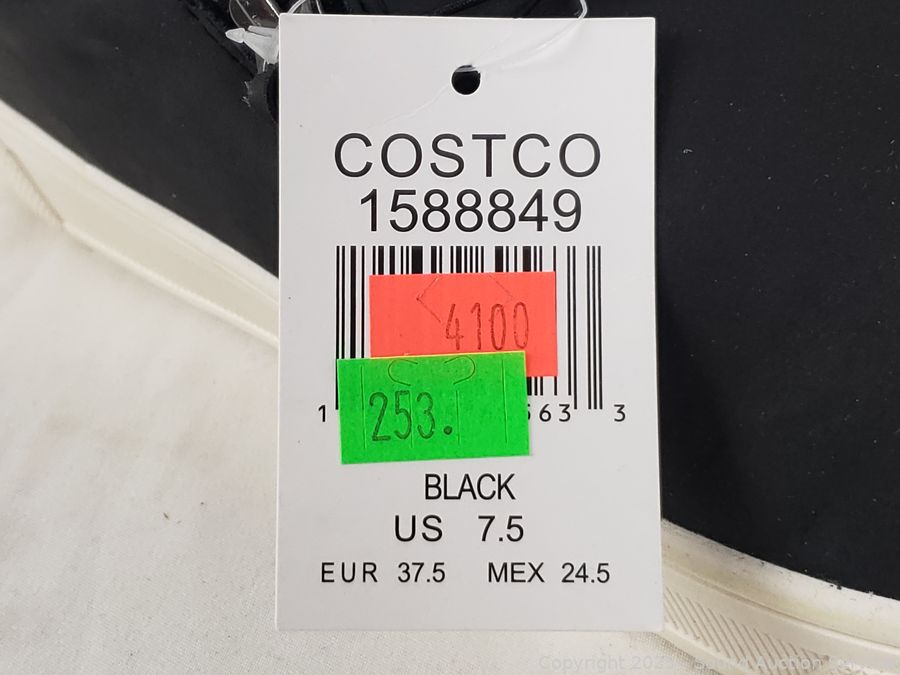 COSTCO
1588849
4100
253.
1 563 3
BLACK
US 7.5
EUR 37.5 MEX 24.5